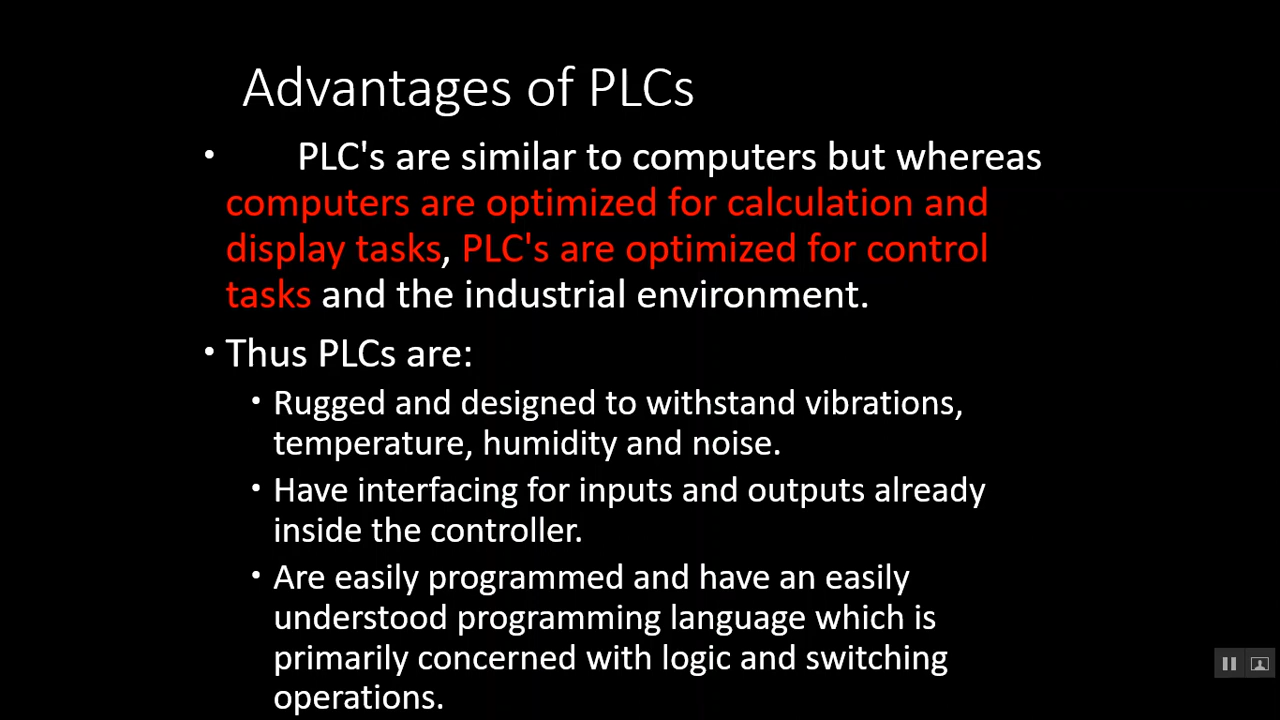 Advantages of PLCs
• PLC's are similar to computers but whereas
computers are optimized for calculation and
display tasks, PLC's are optimized for control
tasks and the industrial environment.
• Thus PLCs are:
• Rugged and designed to withstand vibrations,
temperature, humidity and noise.
• Have interfacing for inputs and outputs already
inside the controller.
• Are easily programmed and have an easily
understood programming language which is
primarily concerned with logic and switching
operations.